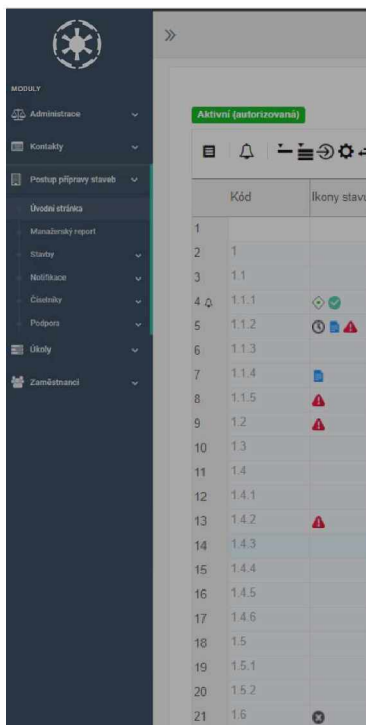 MODULY
Administrace
Kontakty
Postup přípravy staveb
Úvodní stránka
Manažerský report
Stavby
Notifikace
Číselníky
Podpora
Úkoly
Zaměstnanci
Aktivní (autorizovaná)
Kód Ikony stavu
1
2 1
3 1.1
4 1.1.1
5 1.1.2
6 1.1.3
7 1.1.4
8 1.1.5
9 1.2
10 1.3
11 1.4
12 1.4.1
13 1.4.2
14 1.4.3
15 1.4.4
16 1.4.5
17 1.4.6
18 1.5
19 1.5.1
20 1.5.2
21 1.6